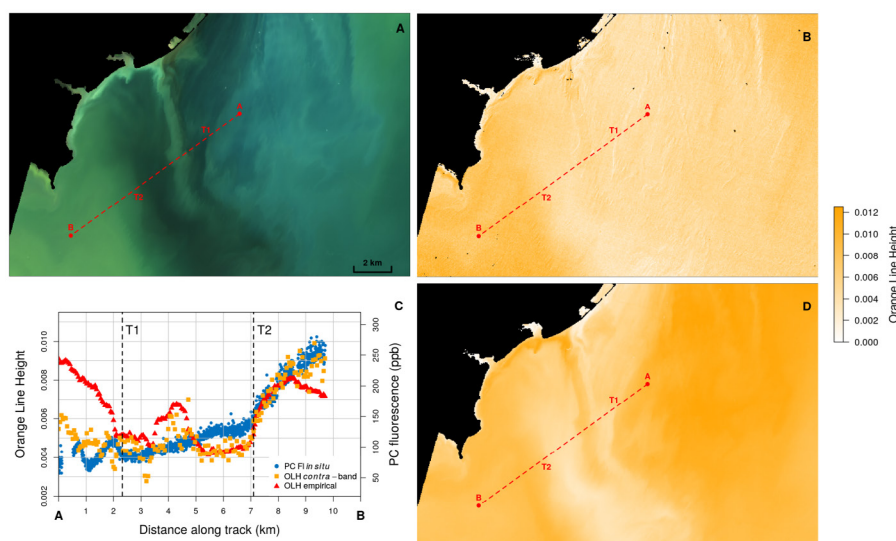 A
A
T1
T2
B
2 km
B
A
T1
T2
B
0.012
0.010
0.008
0.006
0.004
0.002
0.000
Orange Line Height
C
T1
T2
0.002
0.004
0.006
0.008
0.010
Orange Line Height
50
100
150
200
250
300
PC fluorescence (ppb)
PC Fl in situ
OLH contra−band
OLH empirical
0 1 2 3 4 5 6 7 8 9 10
A
B
Distance along track (km)
D
A
T1
T2
B